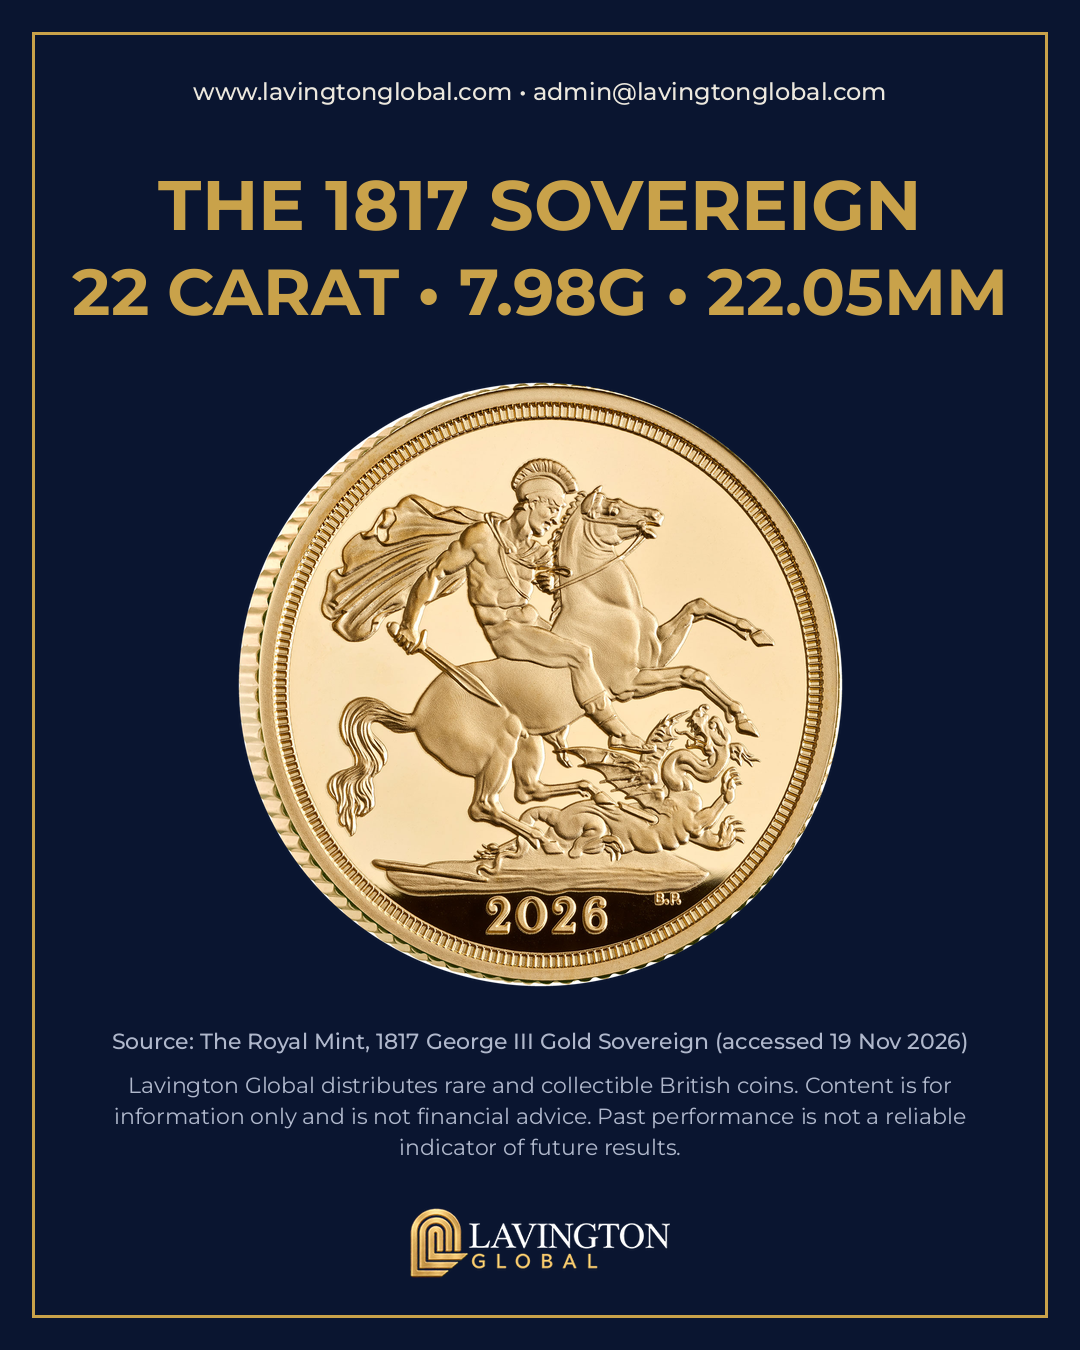 www.lavingtonglobal.com • admin@lavingtonglobal.com
THE 1817 SOVEREIGN
22 CARAT • 7.98G • 22.05MM
2026
B.P.
Source: The Royal Mint, 1817 George III Gold Sovereign (accessed 19 Nov 2026)
Lavington Global distributes rare and collectible British coins. Content is for
information only and is not financial advice. Past performance is not a reliable
indicator of future results.
LAVINGTON
GLOBAL